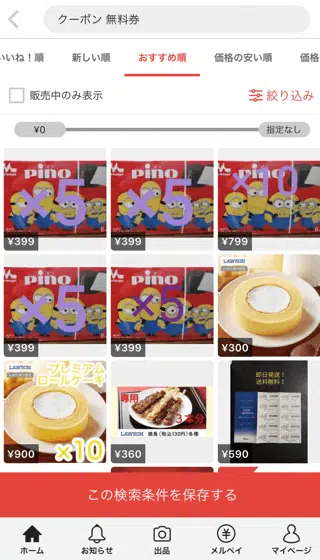 クーポン 無料券
いいね！順
新しい順
おすすめ順
価格の安い順
価格
販売中のみ表示
絞り込み
¥0
指定なし
pino
×5
¥399
pino
×5
¥399
pino
×10
¥799
pino
×5
¥399
pino
×5
¥399
LAWSON
¥300
LAWSON
プレミアム
ロールケーキ
×10
¥900
専用
3本分
LAWSON 焼鳥(税込130円)各種
¥360
即日発送！
送料無料！
¥590
この検索条件を保存する
ホーム
お知らせ
出品
メルペイ
マイページ